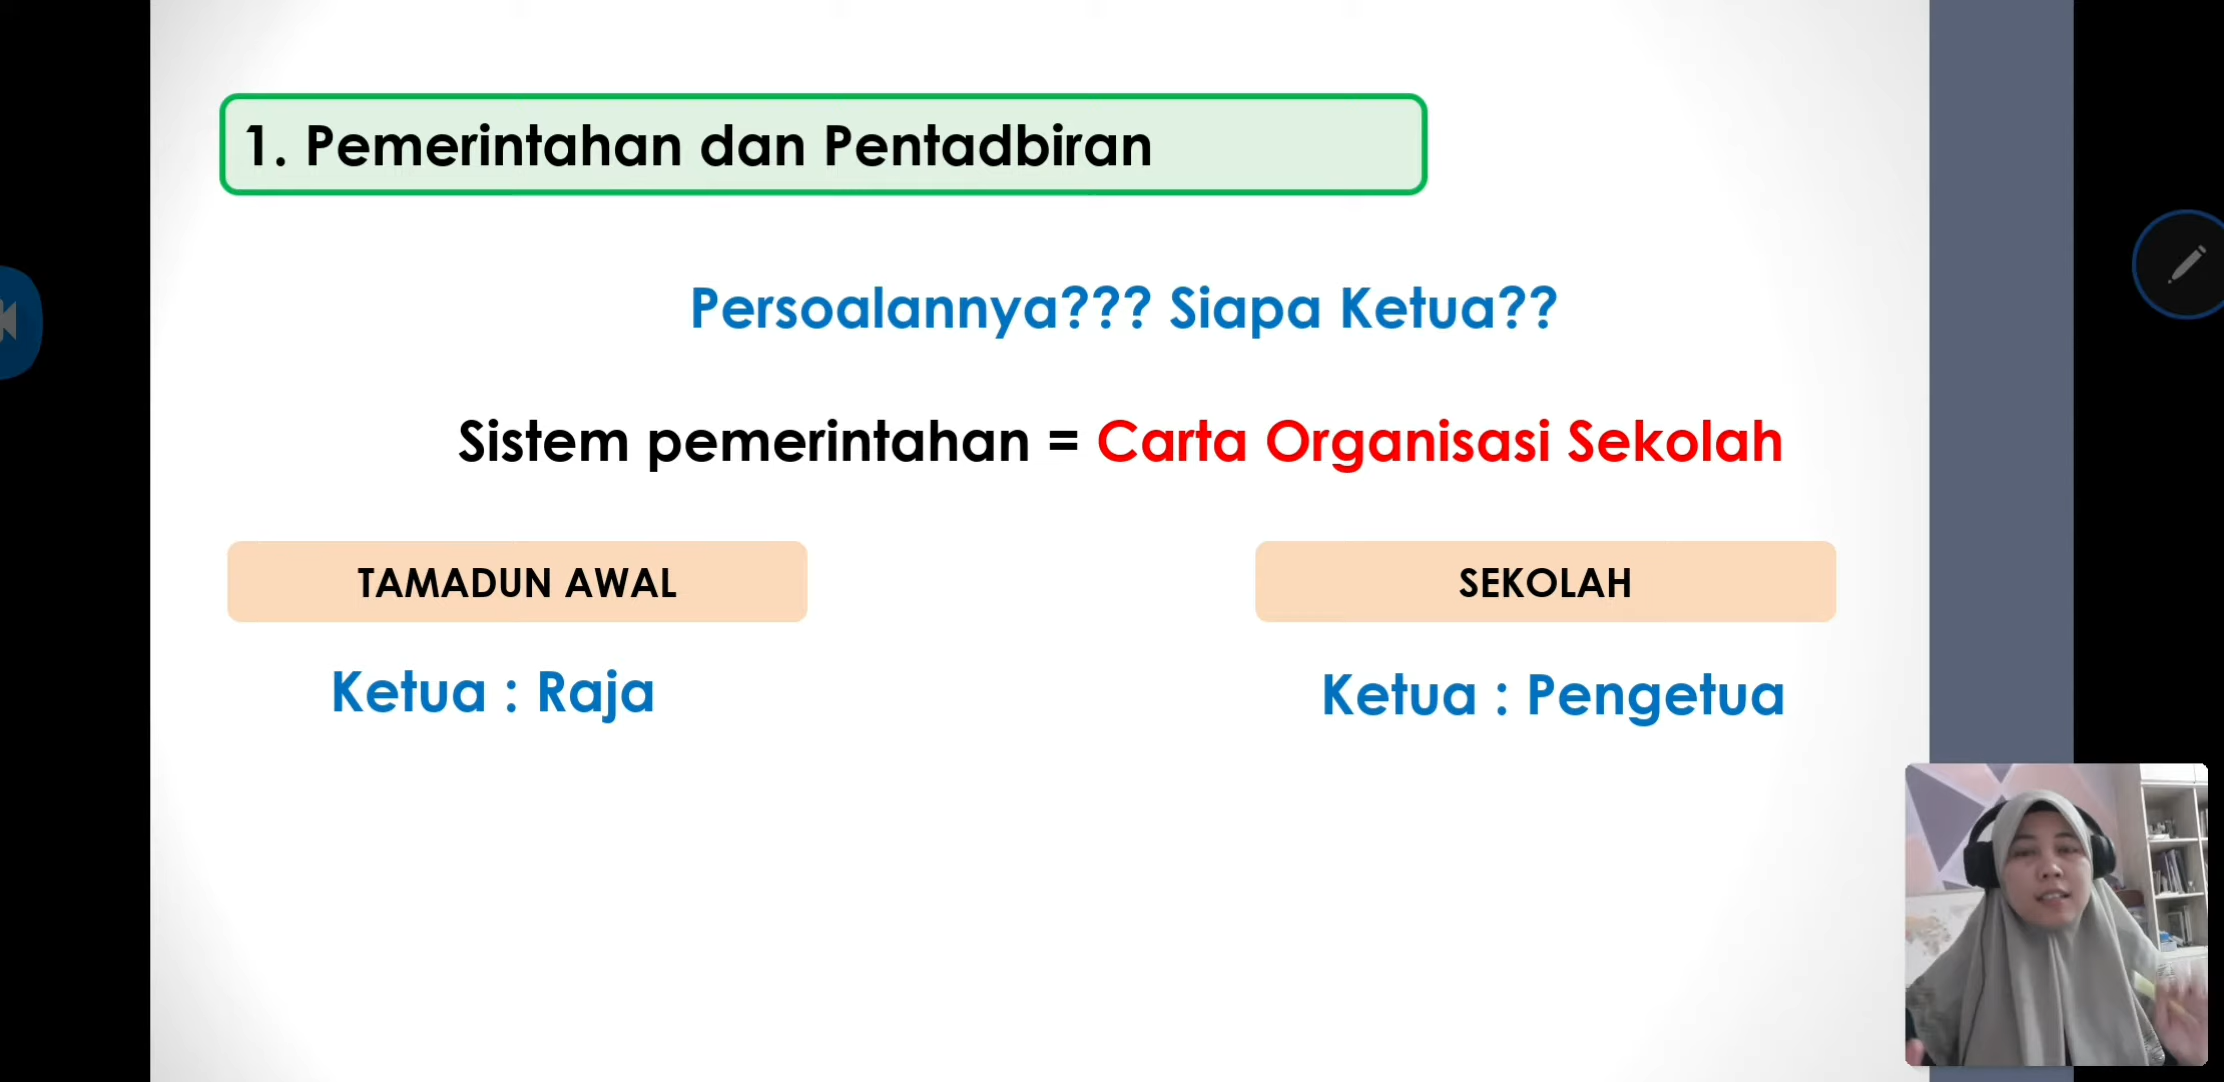 1. Pemerintahan dan Pentadbiran
Persoalannya??? Siapa Ketua??
Sistem pemerintahan = Carta Organisasi Sekolah
TAMADUN AWAL
SEKOLAH
Ketua : Raja
Ketua : Pengetua